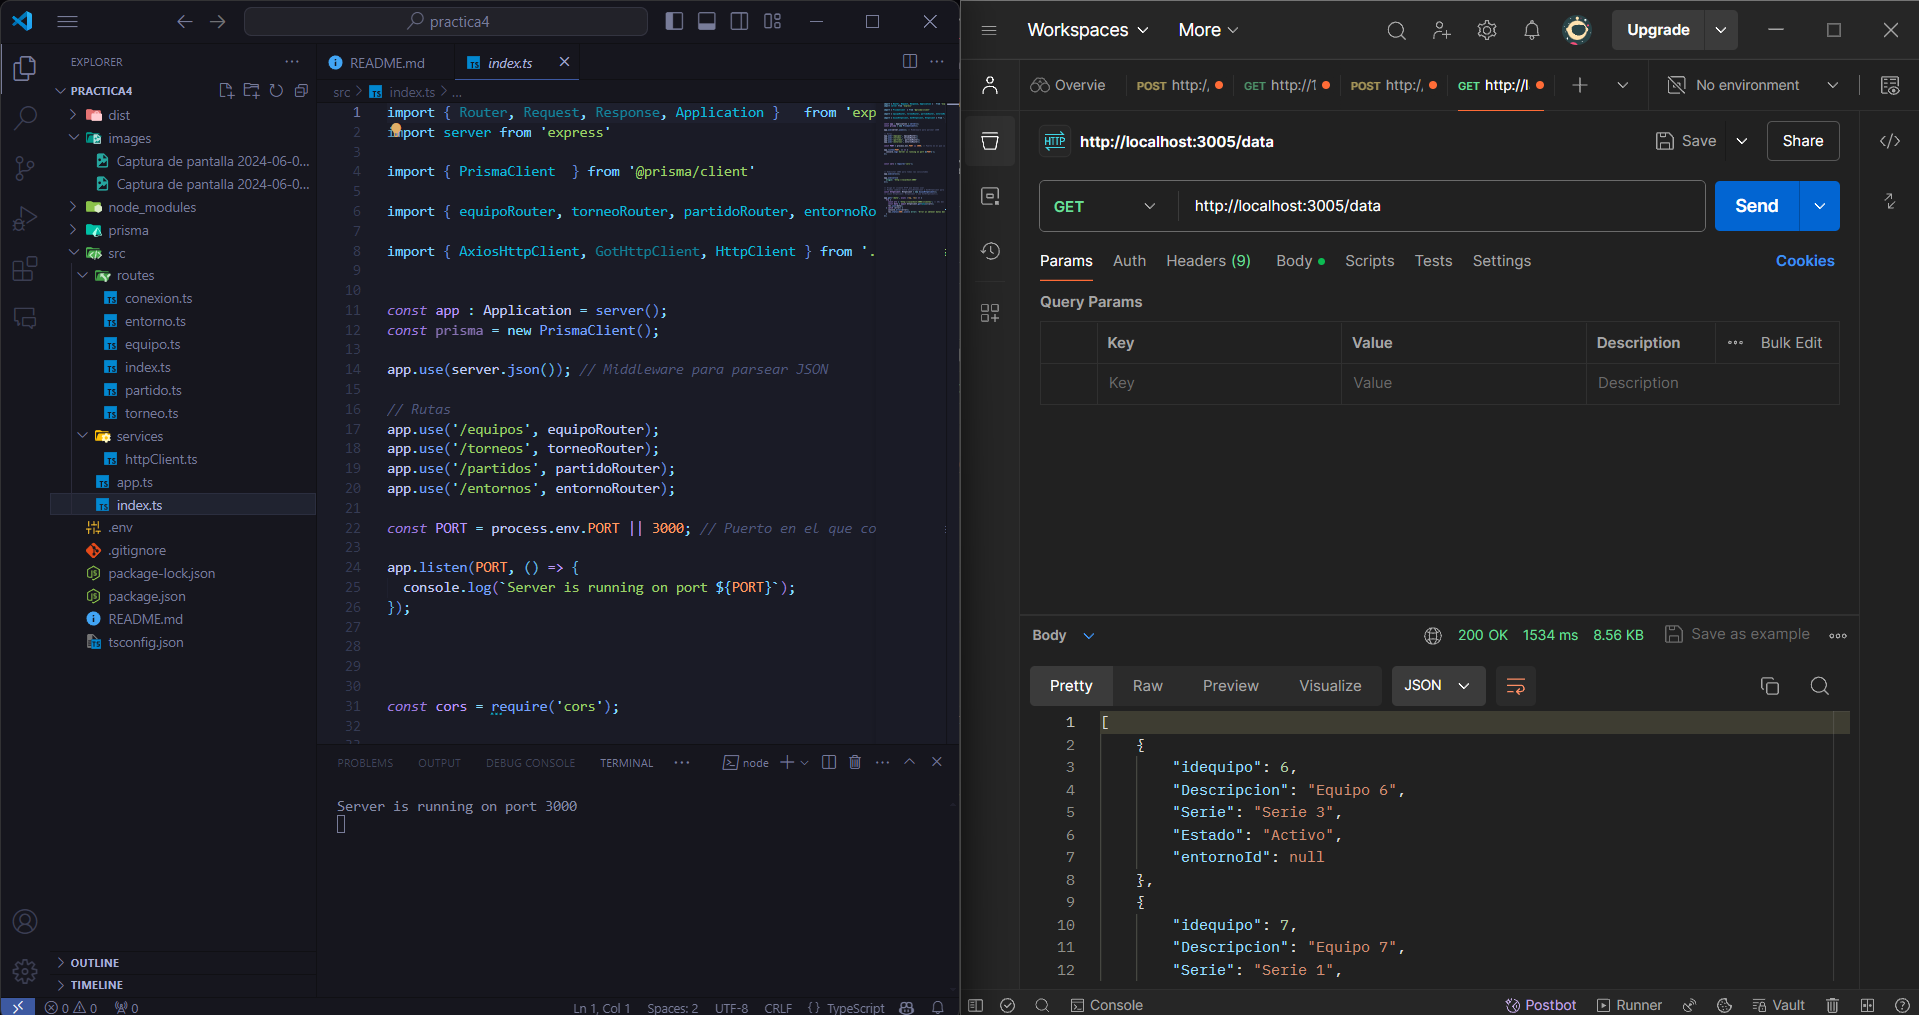 practica4
EXPLORER
PRACTICA4
dist
images
Captura de pantalla 2024-06-0...
Captura de pantalla 2024-06-0...
node_modules
prisma
src
routes
conexion.ts
entorno.ts
equipo.ts
index.ts
partido.ts
torneo.ts
services
httpClient.ts
app.ts
index.ts
.env
.gitignore
package-lock.json
package.json
README.md
tsconfig.json
OUTLINE
TIMELINE
README.md
index.ts
src > index.ts > ...
1 import { Router, Request, Response, Application } from 'exp
2 import server from 'express'
3
4 import { PrismaClient } from '@prisma/client'
5
6 import { equipoRouter, torneoRouter, partidoRouter, entornoRo
7
8 import { AxiosHttpClient, GotHttpClient, HttpClient } from '.
9
10
11 const app : Application = server();
12 const prisma = new PrismaClient();
13
14 app.use(server.json()); // Middleware para parsear JSON
15
16 // Rutas
17 app.use('/equipos', equipoRouter);
18 app.use('/torneos', torneoRouter);
19 app.use('/partidos', partidoRouter);
20 app.use('/entornos', entornoRouter);
21
22 const PORT = process.env.PORT || 3000; // Puerto en el que co
23
24 app.listen(PORT, () => {
25 console.log(`Server is running on port ${PORT}`);
26 });
27
28
29
30
31 const cors = require('cors');
32
PROBLEMS OUTPUT DEBUG CONSOLE TERMINAL ... node
Server is running on port 3000
0 0 0 Ln 1, Col 1 Spaces: 2 UTF-8 CRLF {} TypeScript
Workspaces More Upgrade
Overvie POST http:/, GET http://1 POST http:/, GET http://l No environment
HTTP http://localhost:3005/data Save Share
GET http://localhost:3005/data Send
Params Auth Headers (9) Body Scripts Tests Settings Cookies
Query Params
Key Value Description ... Bulk Edit
Key Value Description
Body 200 OK 1534 ms 8.56 KB Save as example
Pretty Raw Preview Visualize JSON
1 [
2 {
3 "idequipo": 6,
4 "Descripcion": "Equipo 6",
5 "Serie": "Serie 3",
6 "Estado": "Activo",
7 "entornoId": null
8 },
9 {
10 "idequipo": 7,
11 "Descripcion": "Equipo 7",
12 "Serie": "Serie 1",
Console Postbot Runner Vault